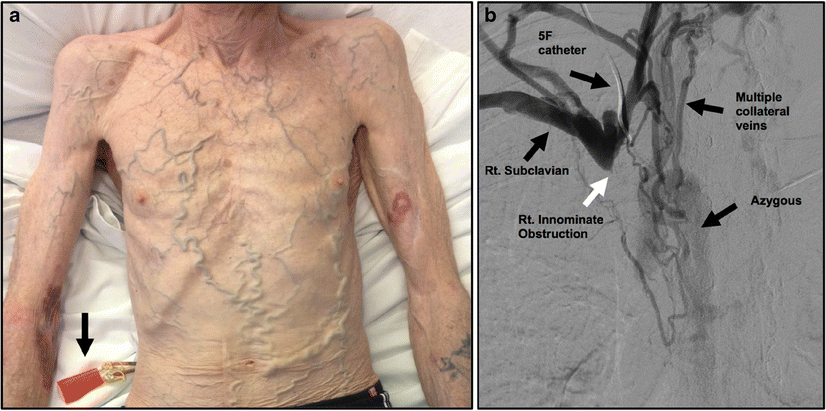 a
b
5F
catheter
Multiple
collateral
veins
Rt. Subclavian
Rt. Innominate
Obstruction
Azygous